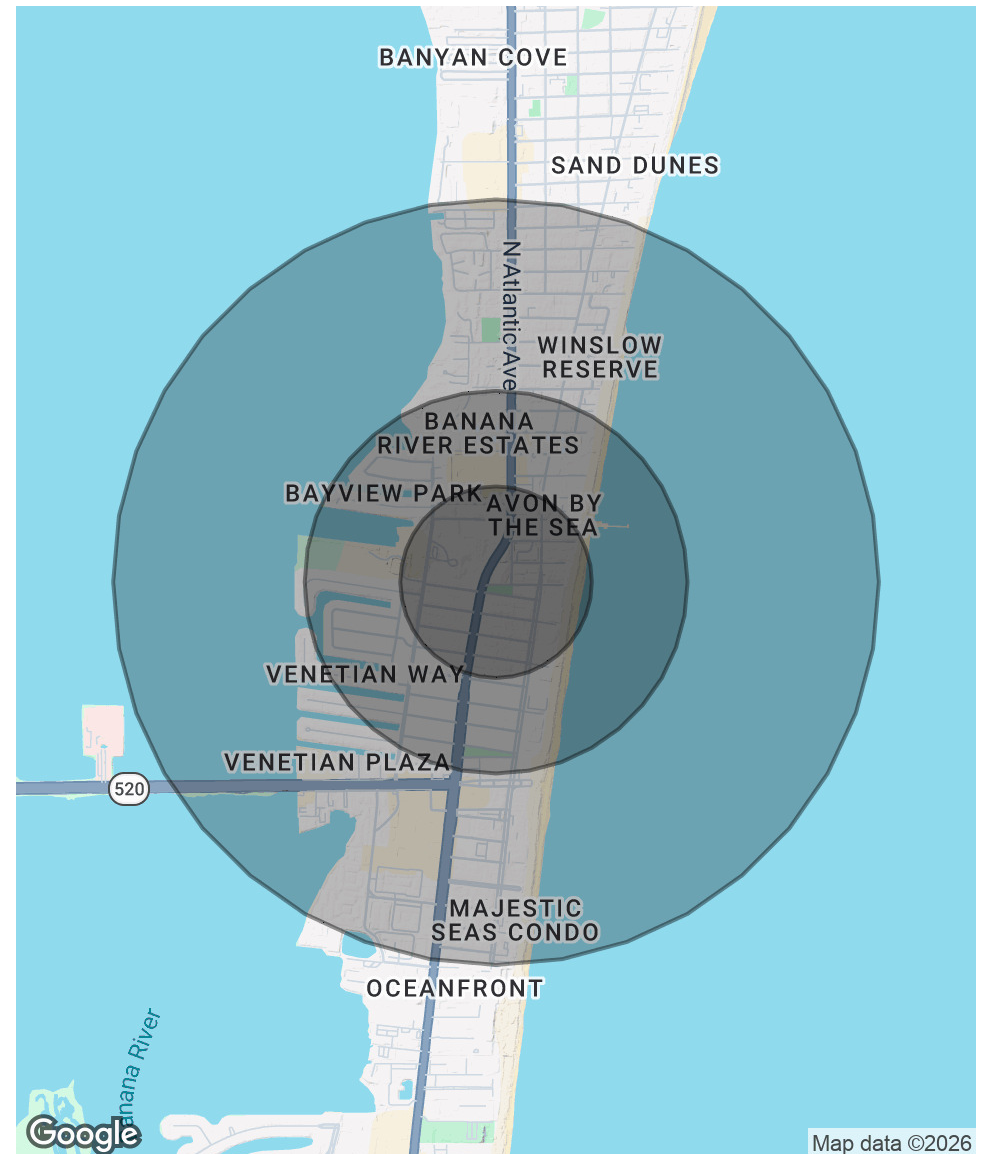 BANYAN COVE
SAND DUNES
N Atlantic Ave
WINSLOW
RESERVE
BANANA
RIVER ESTATES
BAYVIEW PARK
AVON BY
THE SEA
VENETIAN WAY
VENETIAN PLAZA
520
MAJESTIC
SEAS CONDO
OCEANFRONT
anana River
Google
Map data ©2026